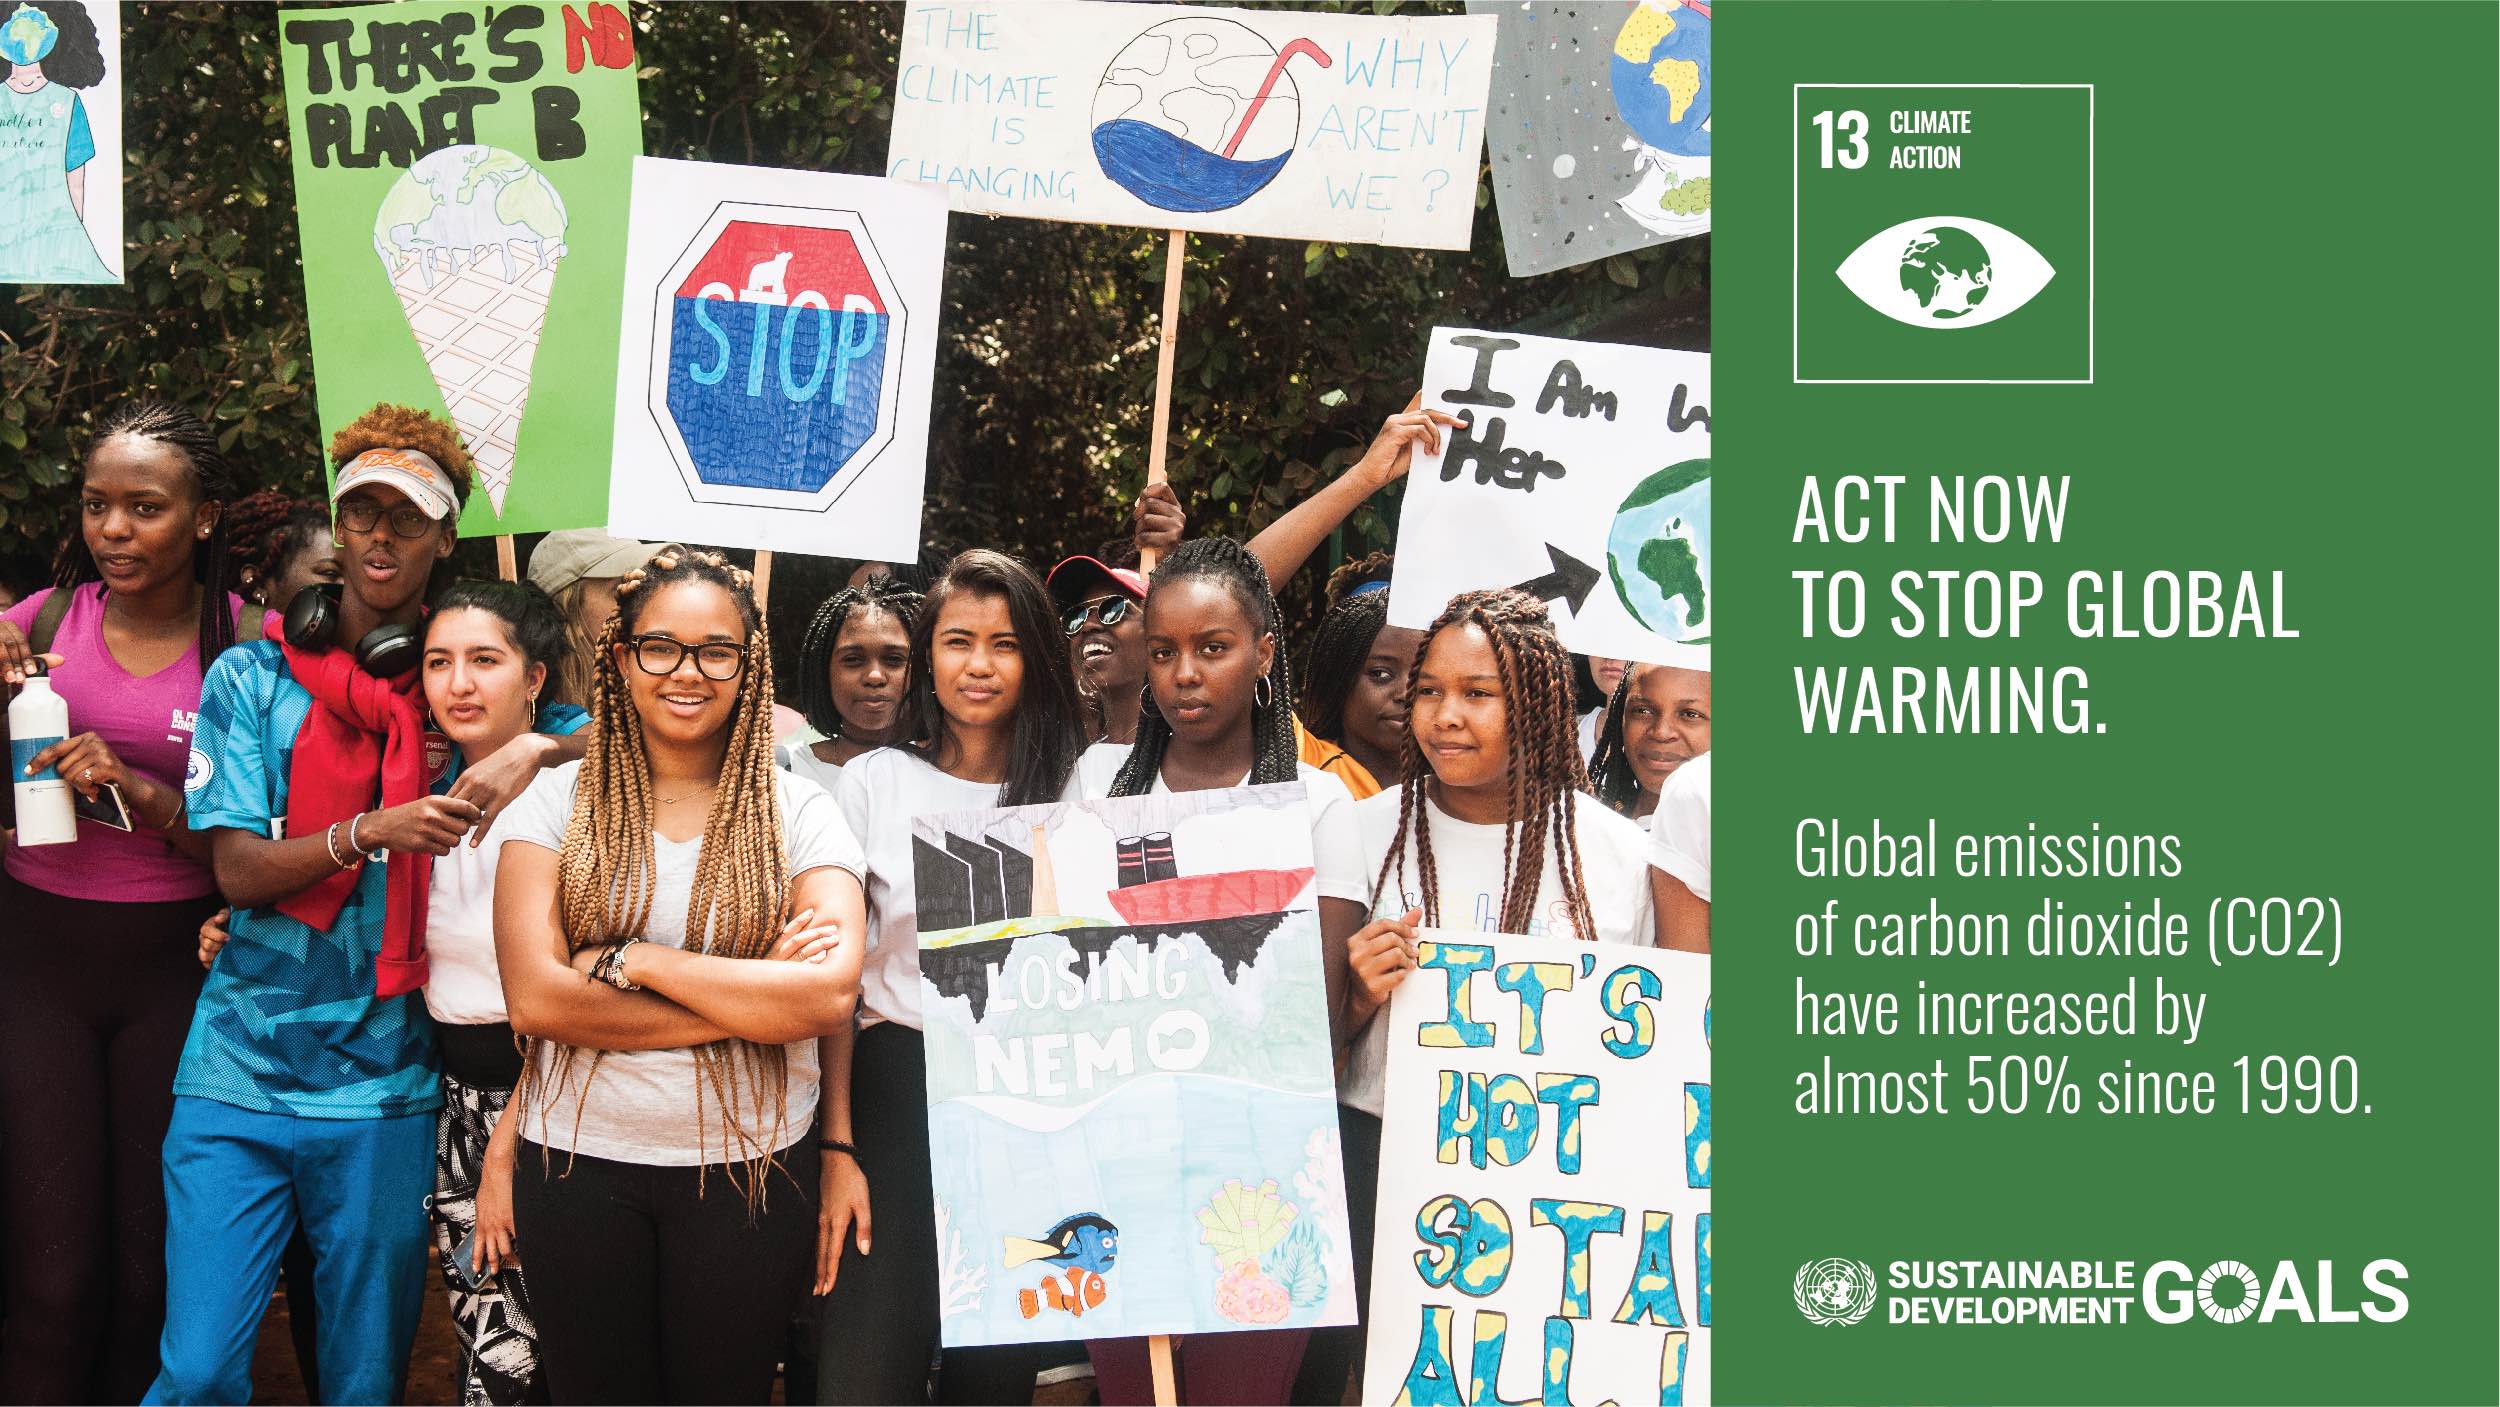 THERE'S NO
PLANET B
STOP
THE
CLIMATE
IS
CHANGING
WHY
AREN'T
WE?
I Am
Her
LOSING
NEMO
IT'S
HOT
SO
ALL
13 CLIMATE
ACTION
ACT NOW
TO STOP GLOBAL
WARMING.
Global emissions
of carbon dioxide (CO2)
have increased by
almost 50% since 1990.
SUSTAINABLE
DEVELOPMENT
GOALS